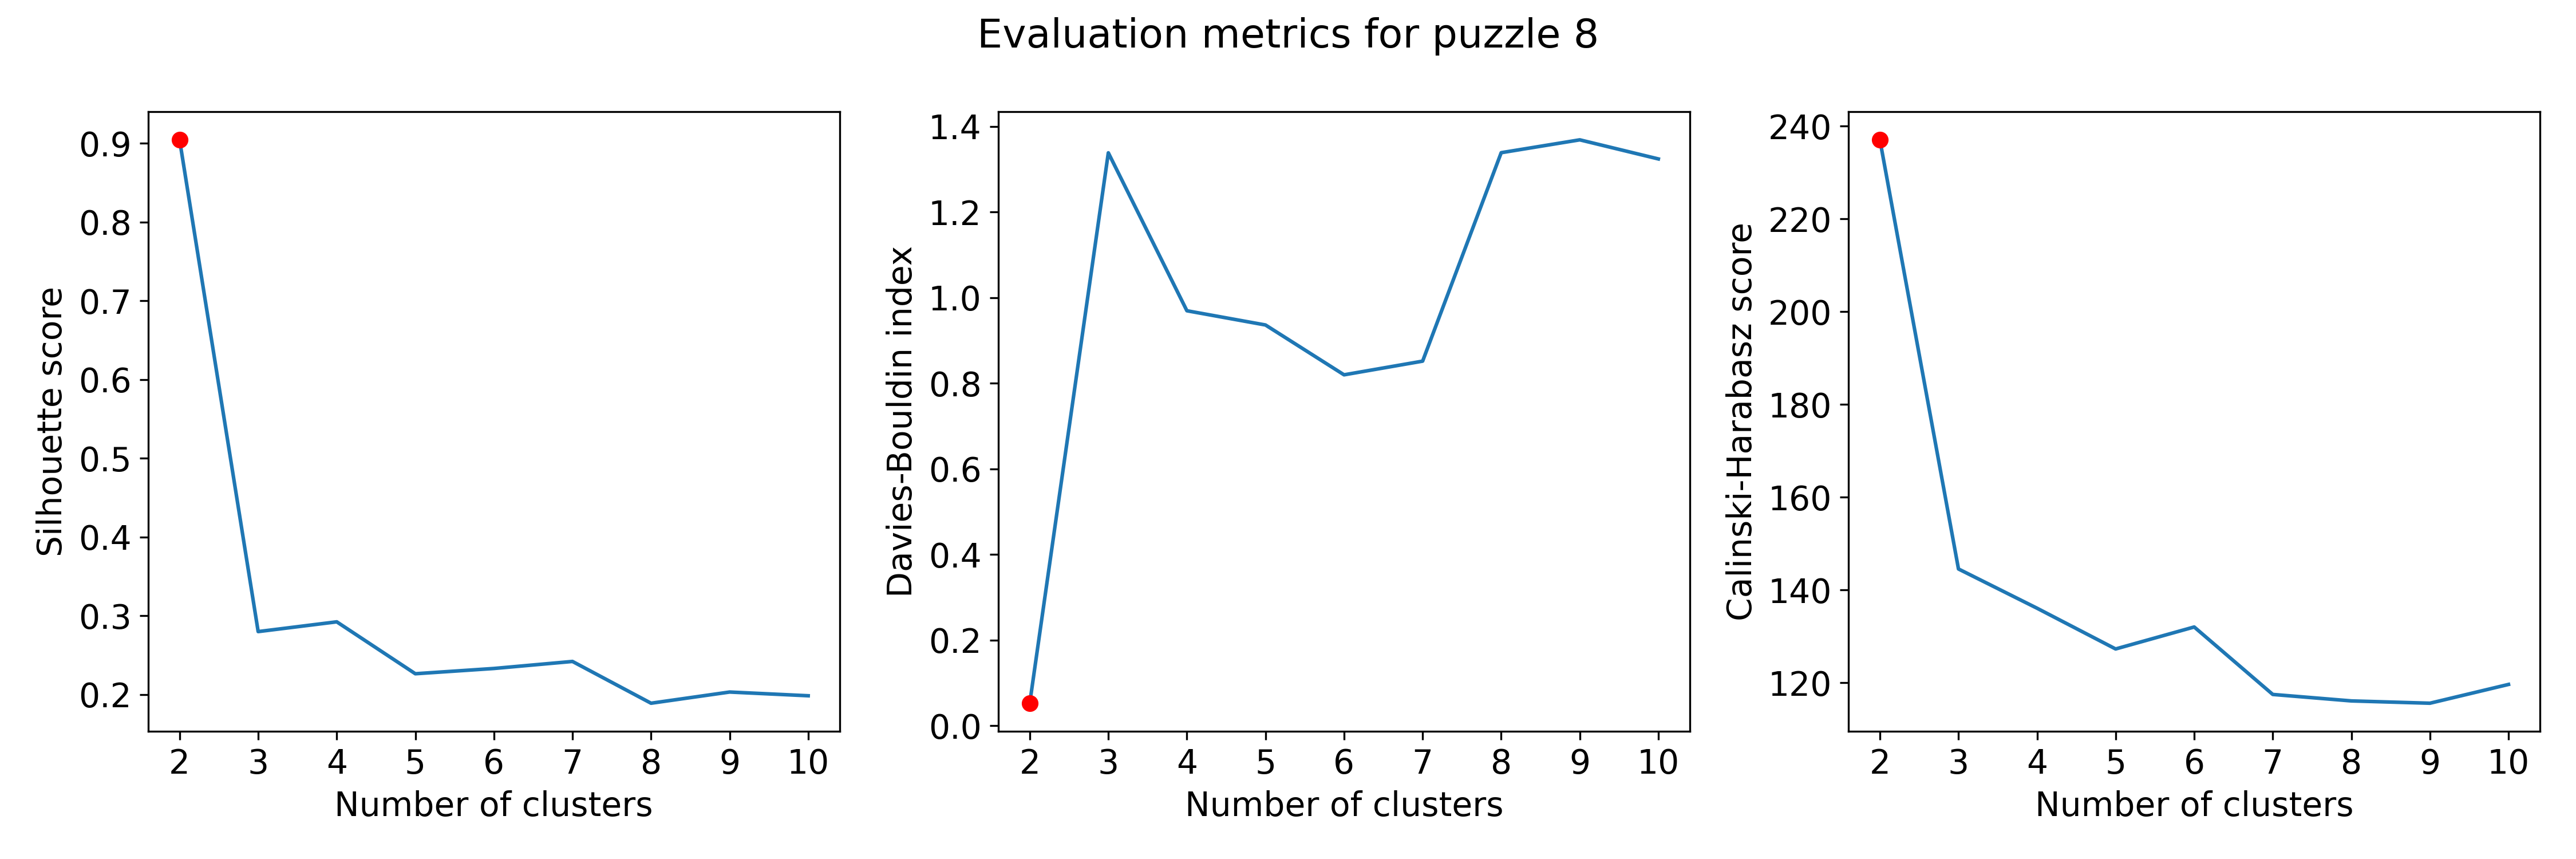 Evaluation metrics for puzzle 8
Silhouette score
0.9
0.8
0.7
0.6
0.5
0.4
0.3
0.2
2 3 4 5 6 7 8 9 10
Number of clusters
Davies-Bouldin index
1.4
1.2
1.0
0.8
0.6
0.4
0.2
0.0
2 3 4 5 6 7 8 9 10
Number of clusters
Calinski-Harabasz score
240
220
200
180
160
140
120
2 3 4 5 6 7 8 9 10
Number of clusters